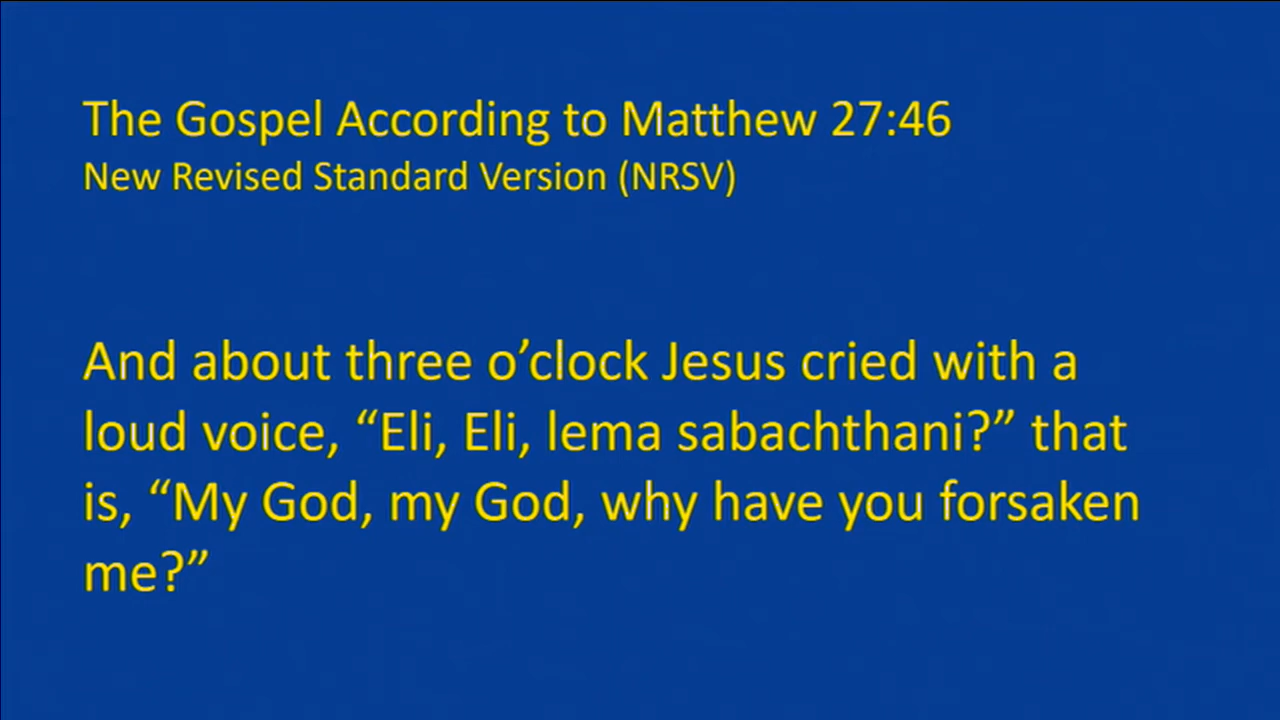 The Gospel According to Matthew 27:46
New Revised Standard Version (NRSV)
And about three o’clock Jesus cried with a
loud voice, “Eli, Eli, lema sabachthani?” that
is, “My God, my God, why have you forsaken
me?”